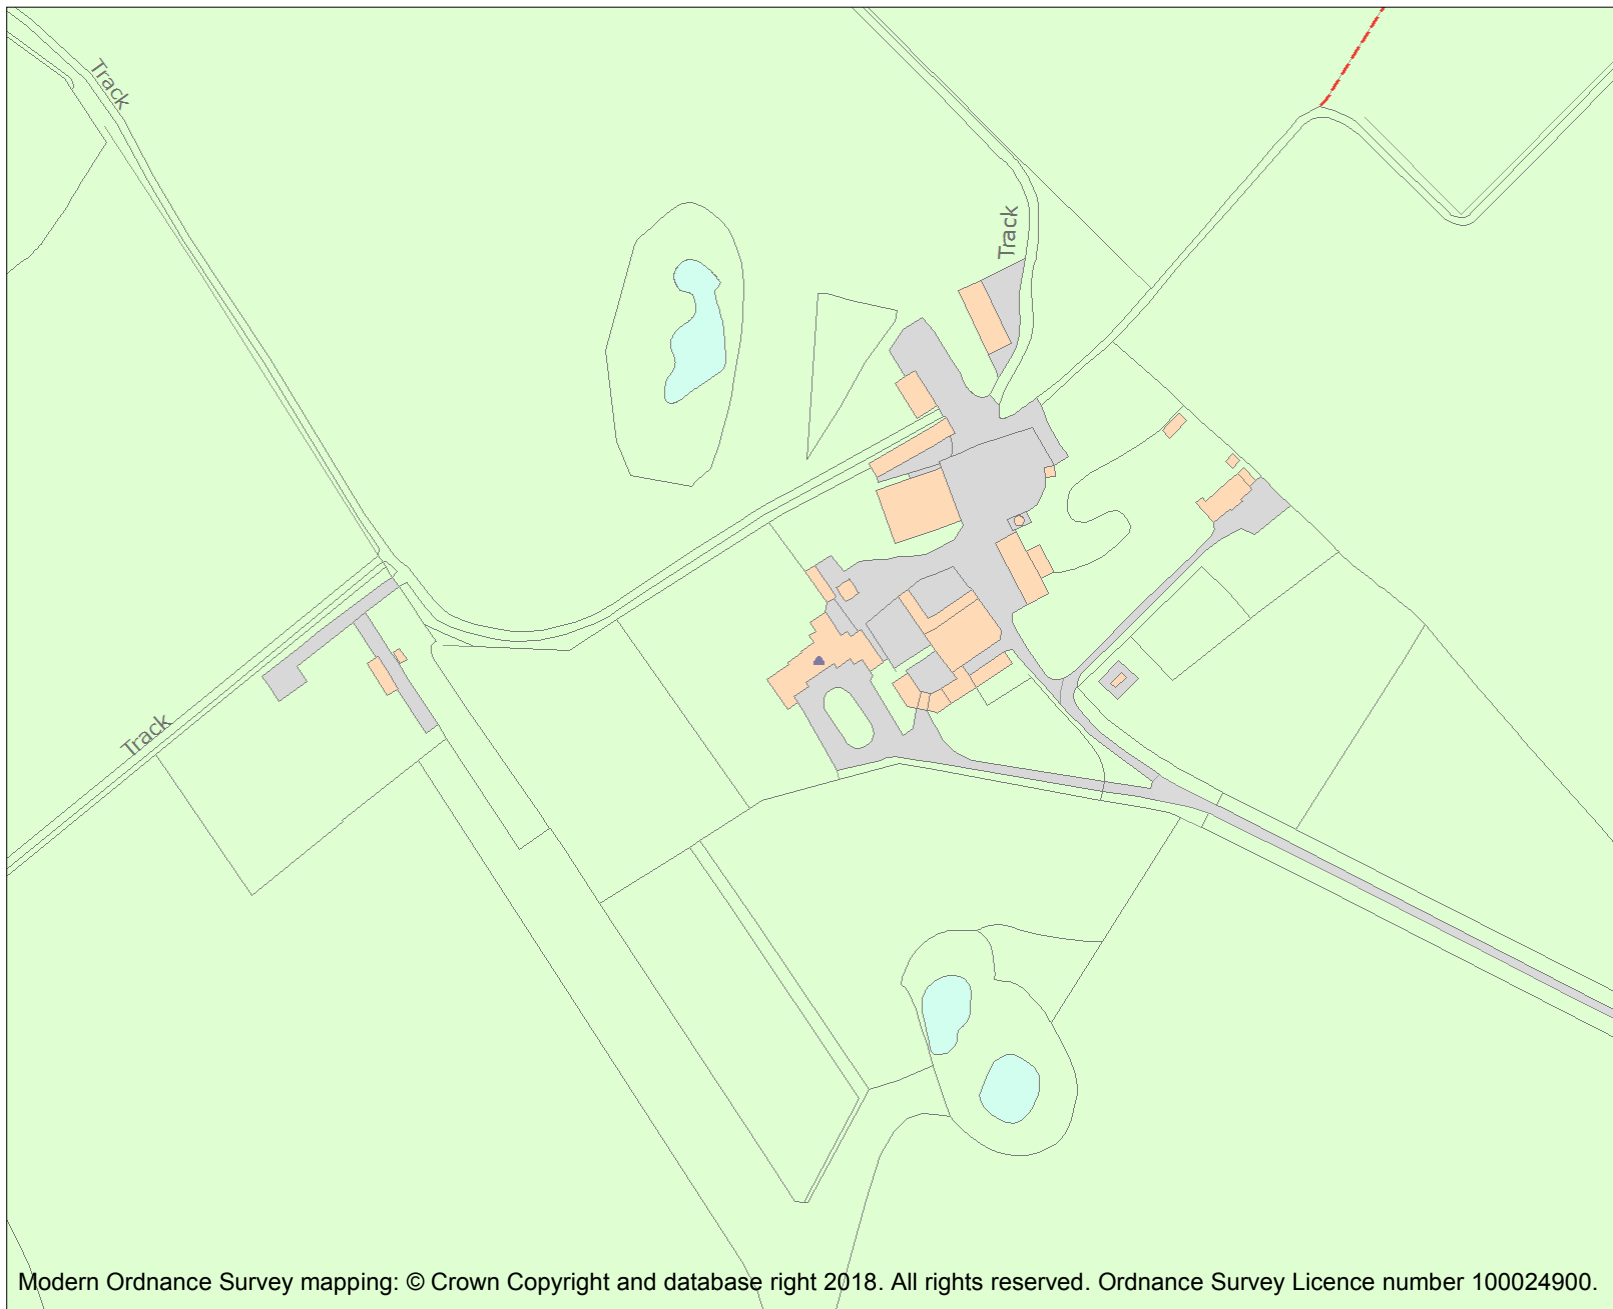 Track
Track
Track
Modern Ordnance Survey mapping: © Crown Copyright and database right 2018. All rights reserved. Ordnance Survey Licence number 100024900.